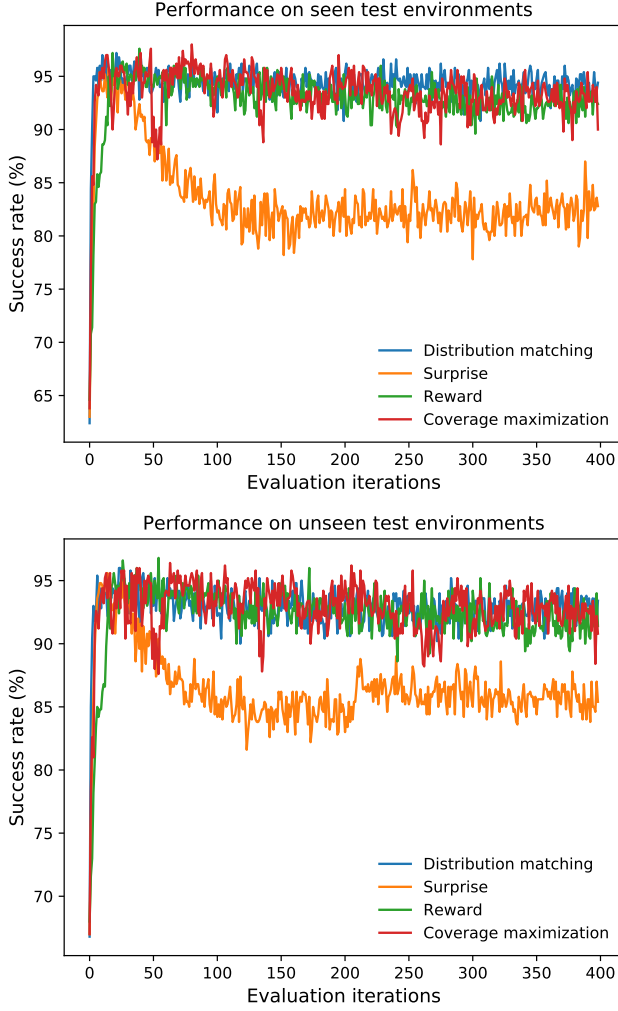 Performance on seen test environments
Success rate (%)
95
90
85
80
75
70
65
Distribution matching
Surprise
Reward
Coverage maximization
0 50 100 150 200 250 300 350 400
Evaluation iterations
Performance on unseen test environments
Success rate (%)
95
90
85
80
75
70
Distribution matching
Surprise
Reward
Coverage maximization
0 50 100 150 200 250 300 350 400
Evaluation iterations